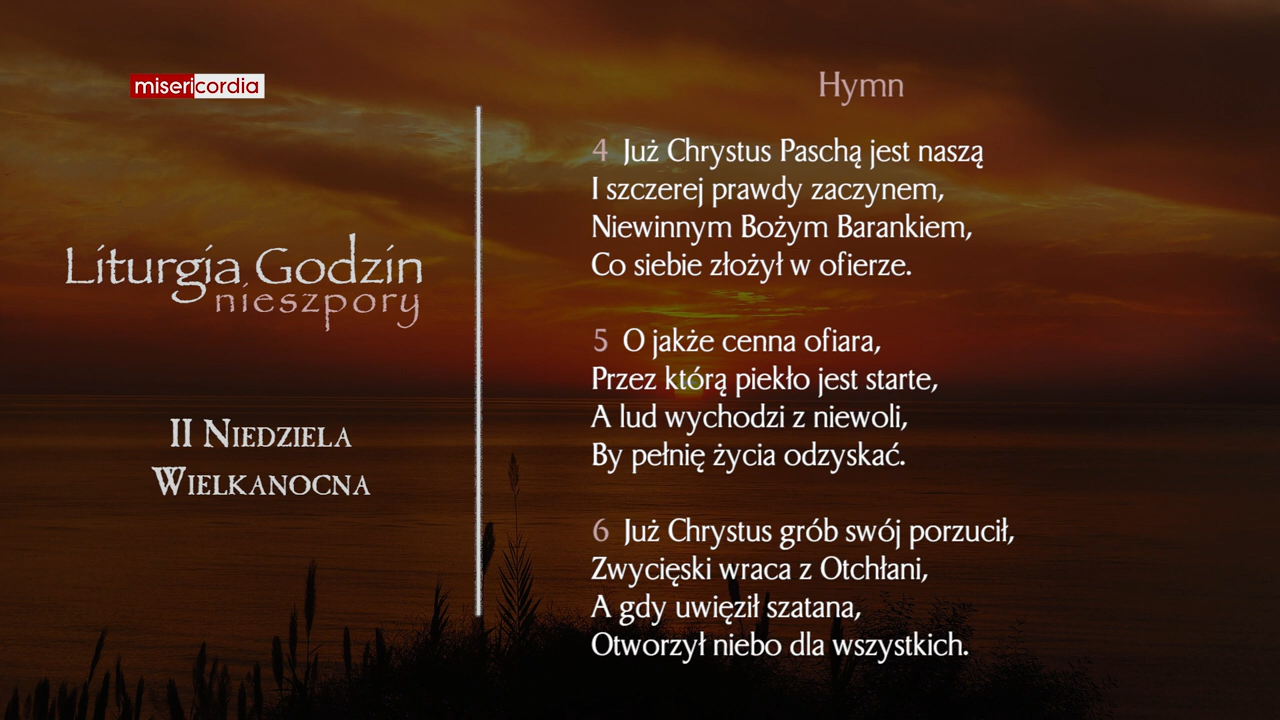 misericordia
Liturgia Godzin
nieszpory
II Niedziela
Wielkanocna
Hymn
4 Już Chrystus Paschą jest naszą
I szczerej prawdy zaczynem,
Niewinnym Bożym Barankiem,
Co siebie złożył w ofierze.
5 O jakże cenna ofiara,
Przez którą piekło jest starte,
A lud wychodzi z niewoli,
By pełnię życia odzyskać.
6 Już Chrystus grób swój porzucił,
Zwycięski wraca z Otchłani,
A gdy uwięził szatana,
Otworzył niebo dla wszystkich.